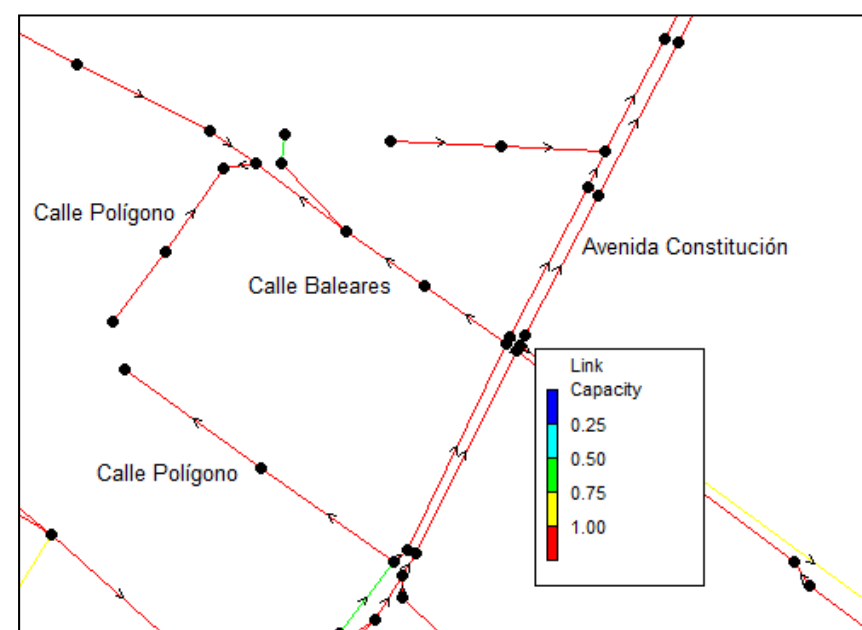 Calle Polígono
Avenida Constitución
Calle Baleares
Link
Capacity
0.25
0.50
0.75
1.00
Calle Polígono